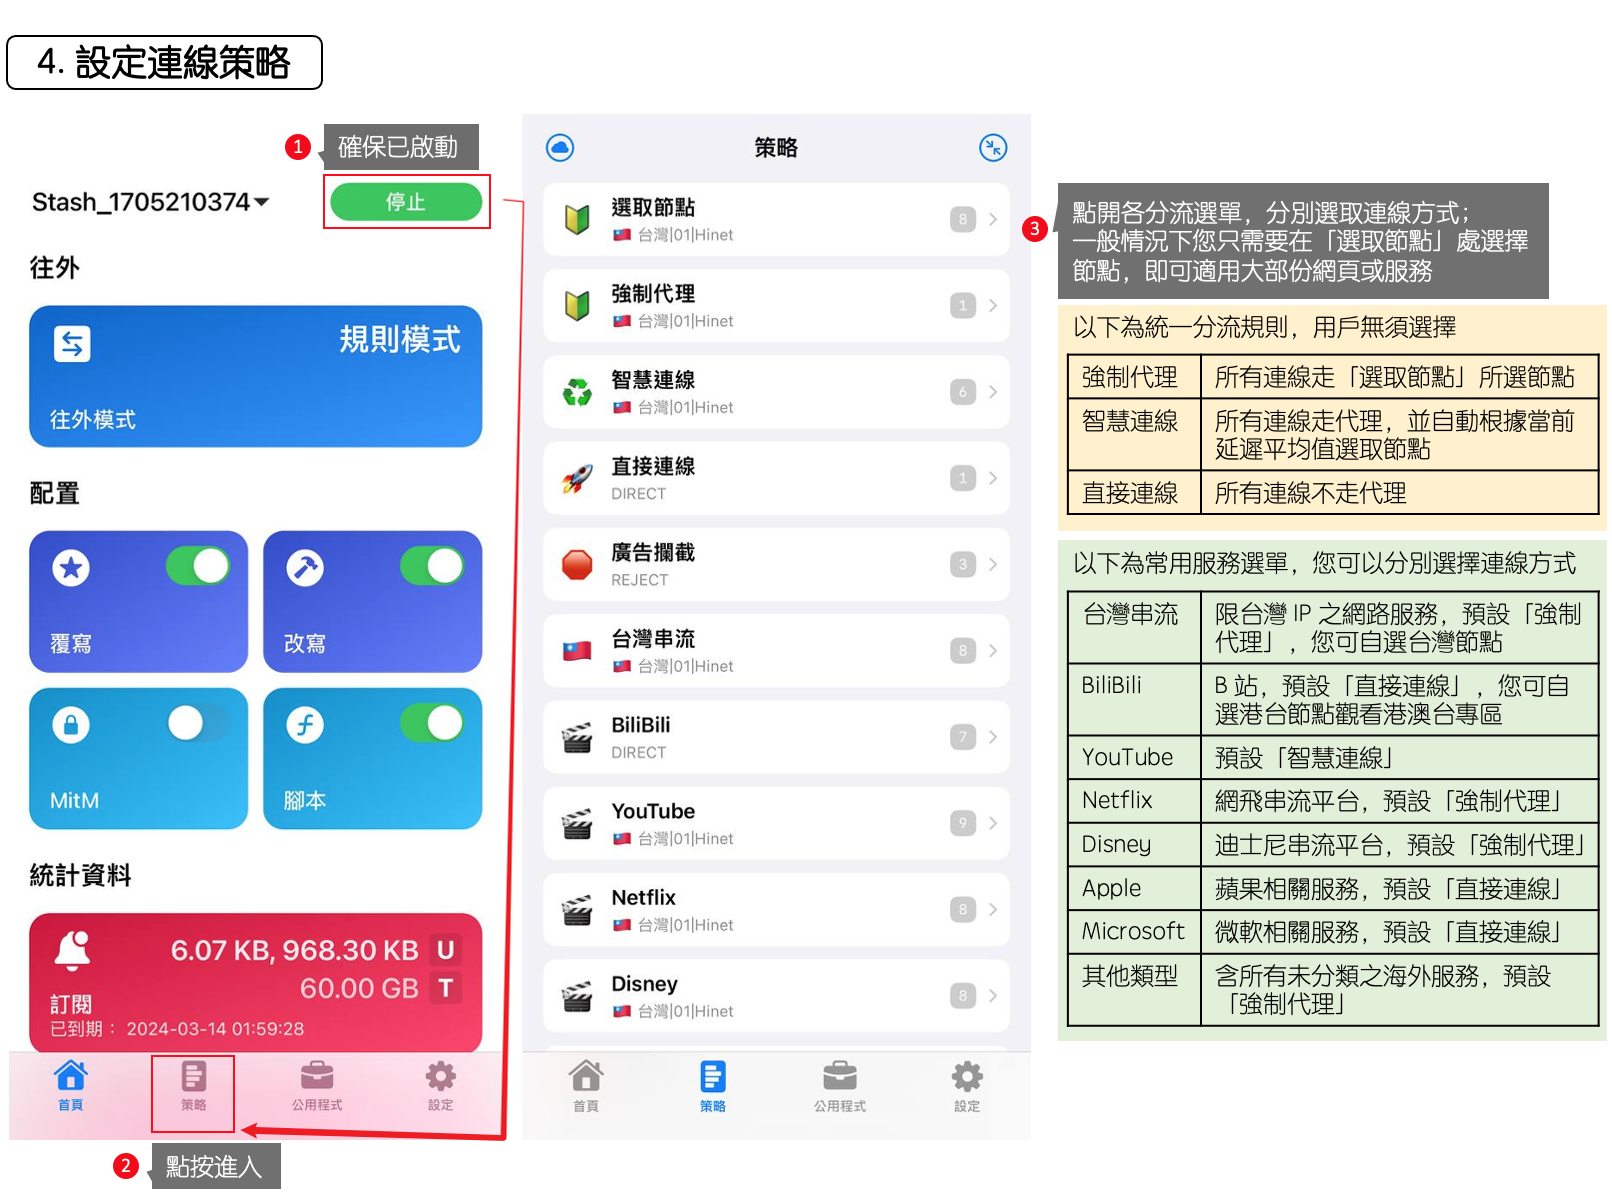 4. 設定連線策略
1
確保已啟動
Stash_1705210374
停止
往外
規則模式
往外模式
配置
覆寫
改寫
MitM
腳本
統計資料
6.07 KB, 968.30 KB U
60.00 GB T
訂閱
已到期： 2024-03-14 01:59:28
首頁
策略
公用程式
設定
2
點按進入
策略
選取節點
台灣|01|Hinet
8
強制代理
台灣|01|Hinet
1
智慧連線
台灣|01|Hinet
6
直接連線
DIRECT
1
廣告攔截
REJECT
3
台灣串流
台灣|01|Hinet
8
BiliBili
DIRECT
7
YouTube
台灣|01|Hinet
9
Netflix
台灣|01|Hinet
8
Disney
台灣|01|Hinet
8
首頁
策略
公用程式
設定
3
點開各分流選單，分別選取連線方式；
一般情況下您只需要在「選取節點」處選擇
節點，即可適用大部份網頁或服務
以下為統一分流規則，用戶無須選擇
強制代理 所有連線走「選取節點」所選節點
智慧連線 所有連線走代理，並自動根據當前
延遲平均值選取節點
直接連線 所有連線不走代理
以下為常用服務選單，您可以分別選擇連線方式
台灣串流 限台灣 IP 之網路服務，預設「強制
代理」，您可自選台灣節點
BiliBili B 站，預設「直接連線」，您可自
選港台節點觀看港澳台專區
YouTube 預設「智慧連線」
Netflix 網飛串流平台，預設「強制代理」
Disney 迪士尼串流平台，預設「強制代理」
Apple 蘋果相關服務，預設「直接連線」
Microsoft 微軟相關服務，預設「直接連線」
其他類型 含所有未分類之海外服務，預設
「強制代理」